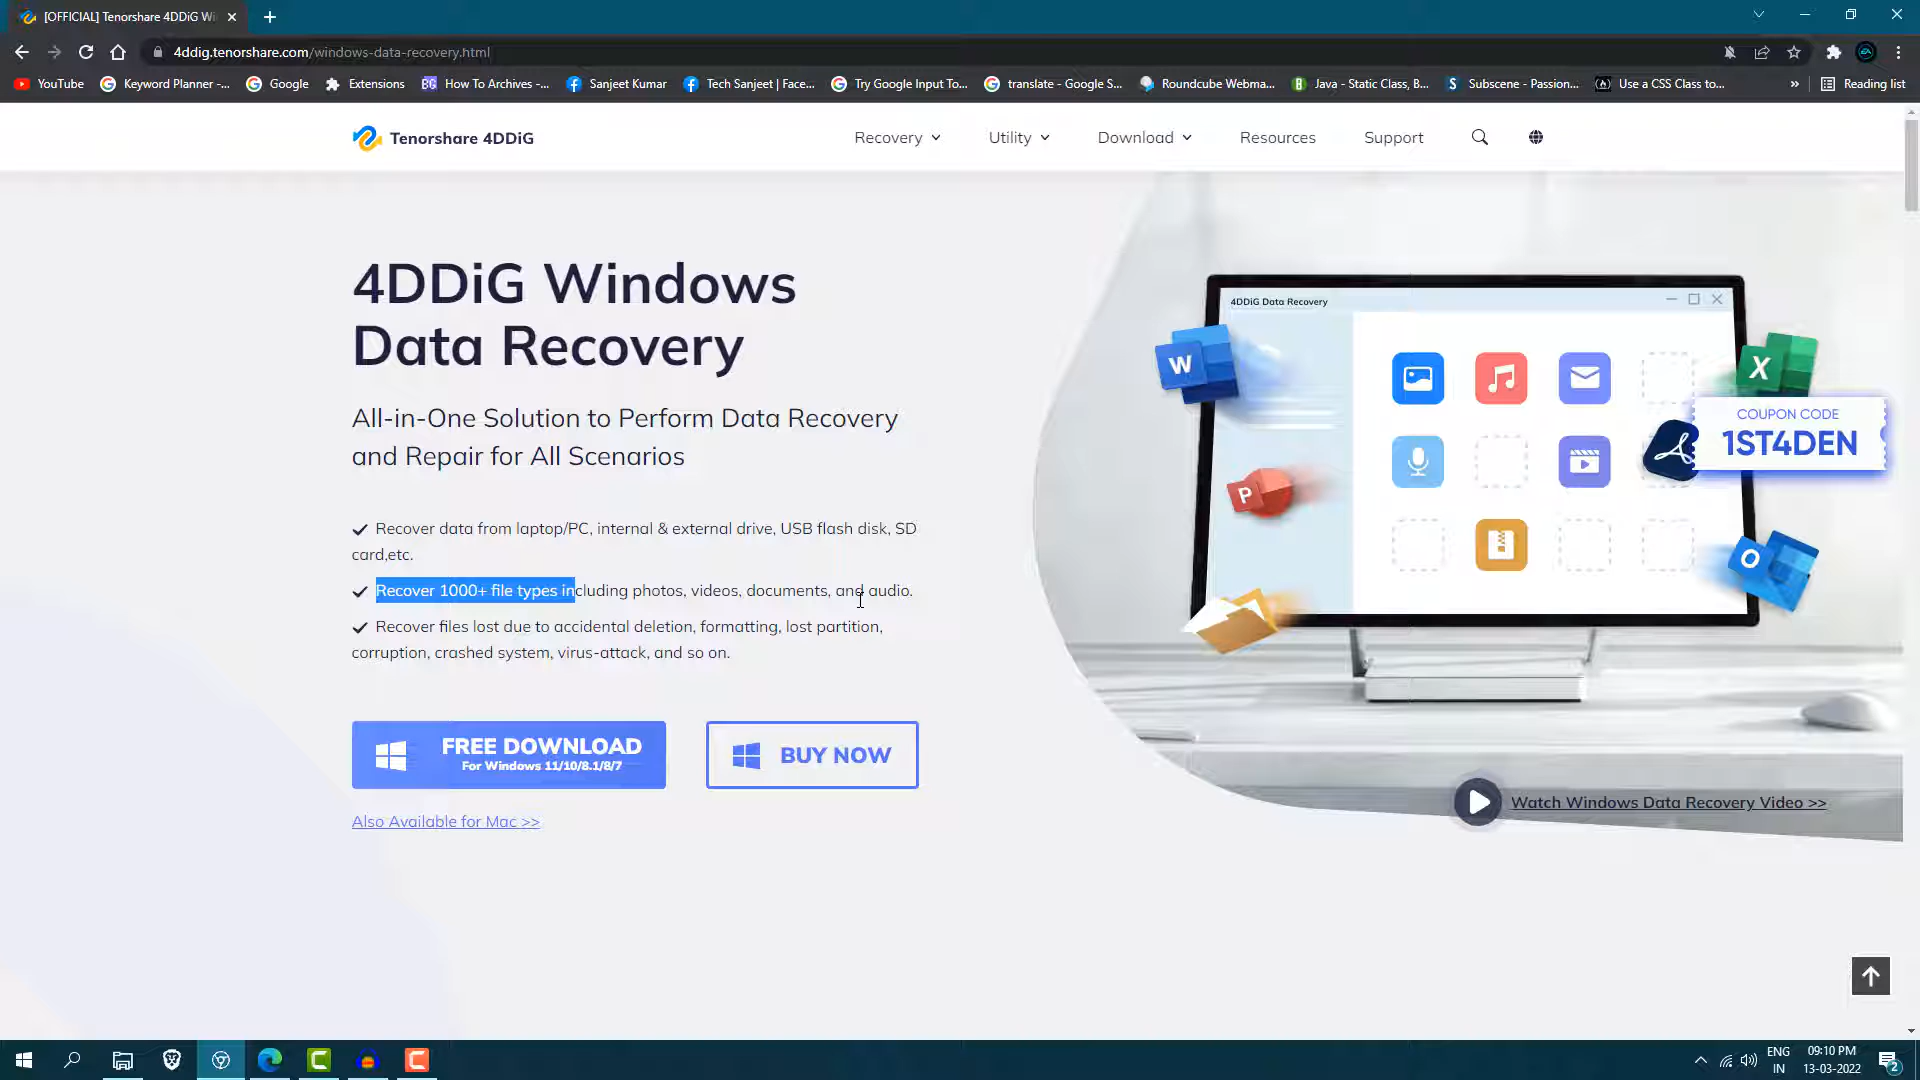 [OFFICIAL] Tenorshare 4DDiG Wi
4ddig.tenorshare.com/windows-data-recovery.html
YouTube
Keyword Planner -...
Google
Extensions
How To Archives -...
Sanjeet Kumar
Tech Sanjeet | Face...
Try Google Input To...
translate - Google S...
Roundcube Webma...
Java - Static Class, B...
Subscene - Passion...
Use a CSS Class to...
»
Reading list
Tenorshare 4DDiG
Recovery
Utility
Download
Resources
Support
4DDiG Windows
Data Recovery
All-in-One Solution to Perform Data Recovery
and Repair for All Scenarios
Recover data from laptop/PC, internal & external drive, USB flash disk, SD
card,etc.
Recover 1000+ file types including photos, videos, documents, and audio.
Recover files lost due to accidental deletion, formatting, lost partition,
corruption, crashed system, virus-attack, and so on.
FREE DOWNLOAD
For Windows 11/10/8.1/8/7
BUY NOW
Also Available for Mac >>
4DDiG Data Recovery
W
X
P
O
COUPON CODE
1ST4DEN
Watch Windows Data Recovery Video >>
ENG
IN
09:10 PM
13-03-2022
2